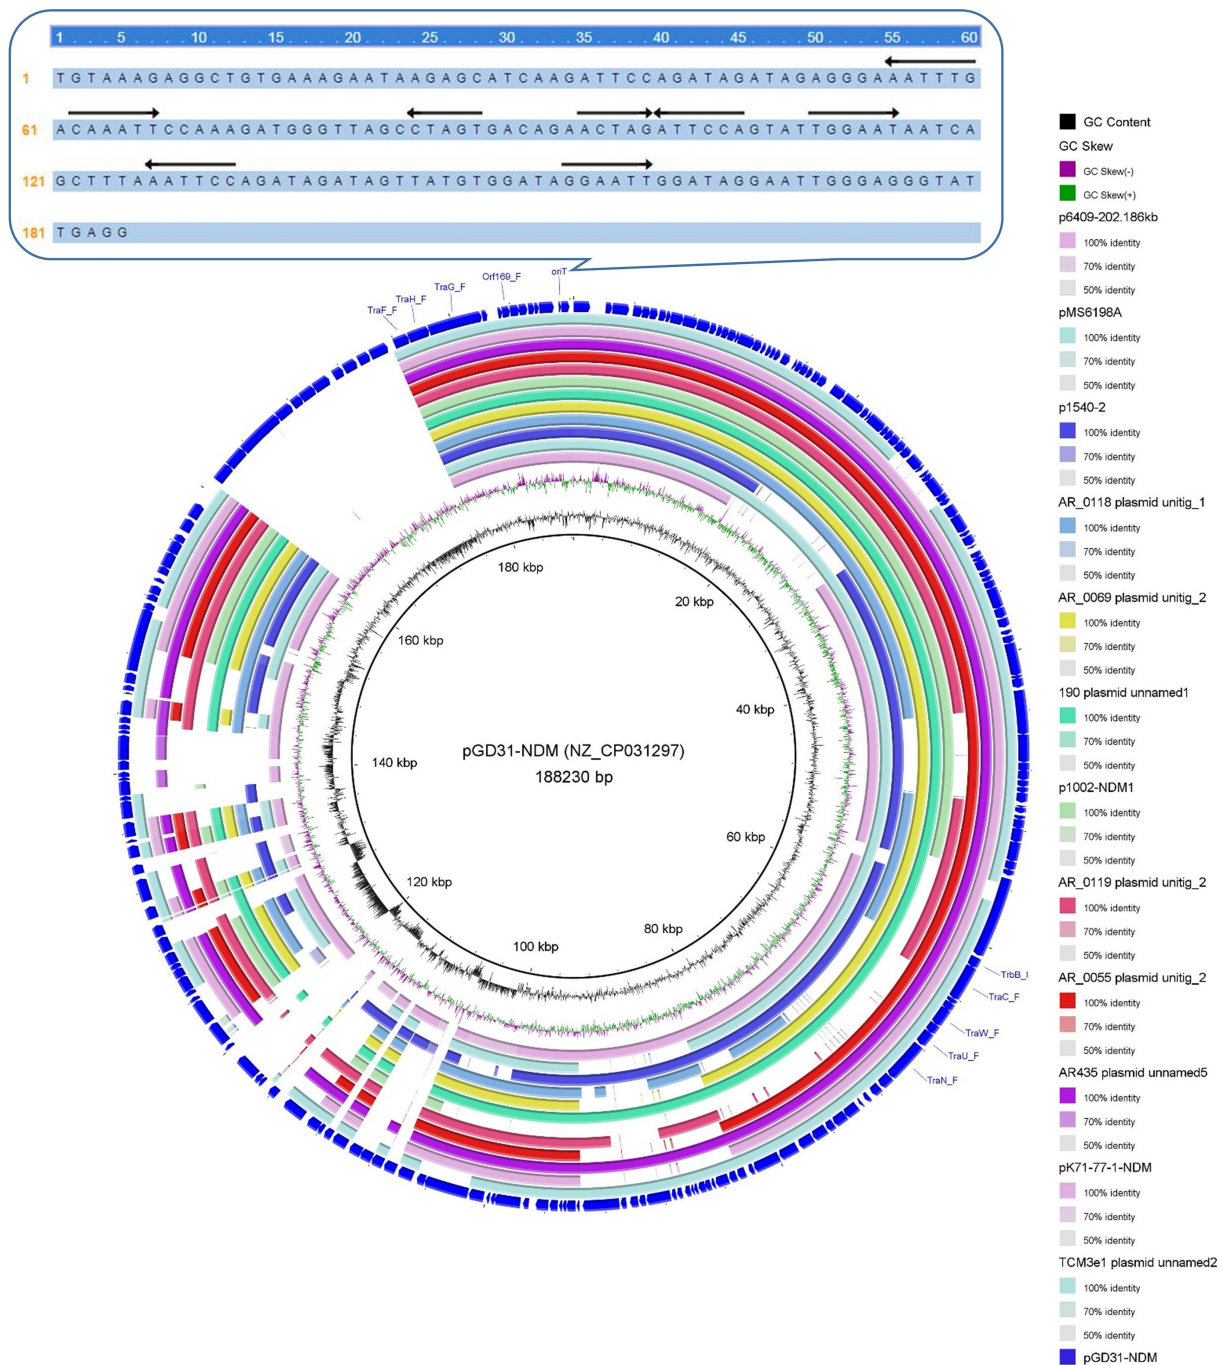 1 . . . 5 . . . . 10 . . . . 15 . . . . 20 . . . . 25 . . . . 30 . . . . 35 . . . . 40 . . . . 45 . . . . 50 . . . . 55 . . . . 60
1 T G T A A A G A G G C T G T G A A A G A A T A A G A G C A T C A A G A T T C C A G A T A G A T A G A G G G A A A T T T G
61 A C A A A T T C C A A A G A T G G G T T A G C C T A G T G A C A G A A C T A G A T T C C A G T A T T G G A A T A A T C A
121 G C T T T A A A T T C C A G A T A G A T A G T T A T G T G G A T A G G A A T T G G A T A G G A A T T G G G A G G G T A T
181 T G A G G
TraF_F
TraH_F
TraG_F
Orf169_F
oriT
TrbB_I
TraC_F
TraW_F
TraU_F
TraN_F
180 kbp
20 kbp
40 kbp
60 kbp
80 kbp
100 kbp
120 kbp
140 kbp
160 kbp
pGD31-NDM (NZ_CP031297)
188230 bp
GC Content
GC Skew
GC Skew(-)
GC Skew(+)
p6409-202.186kb
100% identity
70% identity
50% identity
pMS6198A
100% identity
70% identity
50% identity
p1540-2
100% identity
70% identity
50% identity
AR_0118 plasmid unitig_1
100% identity
70% identity
50% identity
AR_0069 plasmid unitig_2
100% identity
70% identity
50% identity
190 plasmid unnamed1
100% identity
70% identity
50% identity
p1002-NDM1
100% identity
70% identity
50% identity
AR_0119 plasmid unitig_2
100% identity
70% identity
50% identity
AR_0055 plasmid unitig_2
100% identity
70% identity
50% identity
AR435 plasmid unnamed5
100% identity
70% identity
50% identity
pK71-77-1-NDM
100% identity
70% identity
50% identity
TCM3e1 plasmid unnamed2
100% identity
70% identity
50% identity
pGD31-NDM